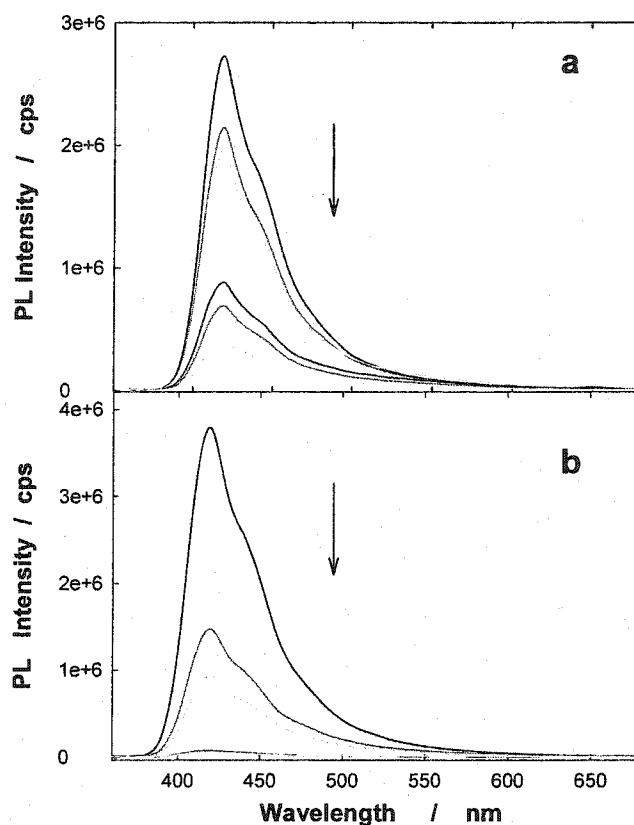 3e+6
a
2e+6
1e+6
0
PL Intensity / cps
4e+6
b
3e+6
2e+6
1e+6
0
PL Intensity / cps
400 450 500 550 600 650
Wavelength / nm